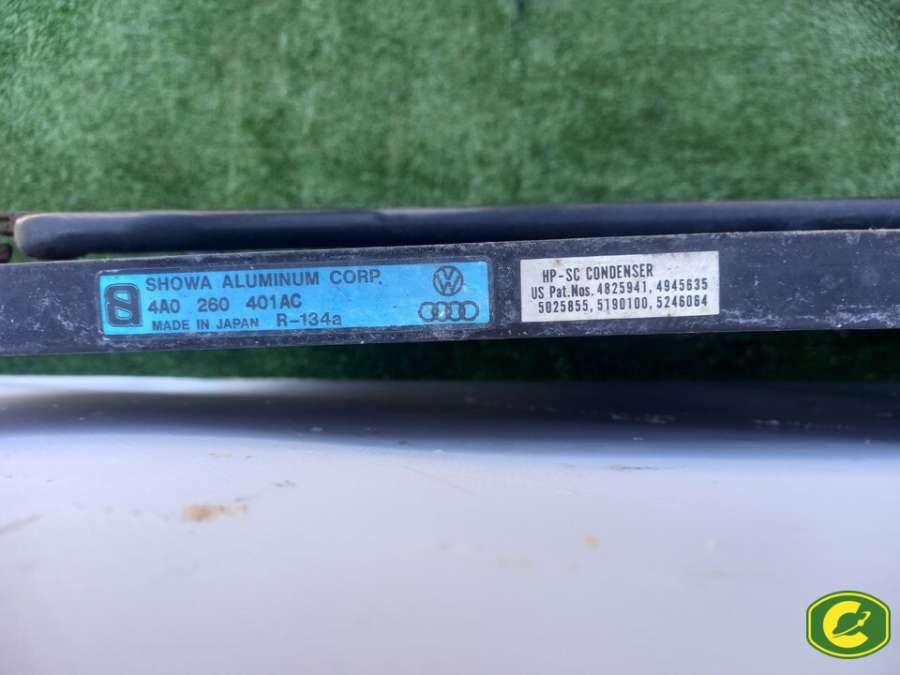 SHOWA ALUMINUM CORP.
4A0 260 401AC
MADE IN JAPAN R-134a
HP-SC CONDENSER
US Pat.Nos. 4825941, 4945635
5025855, 5190100, 5246064